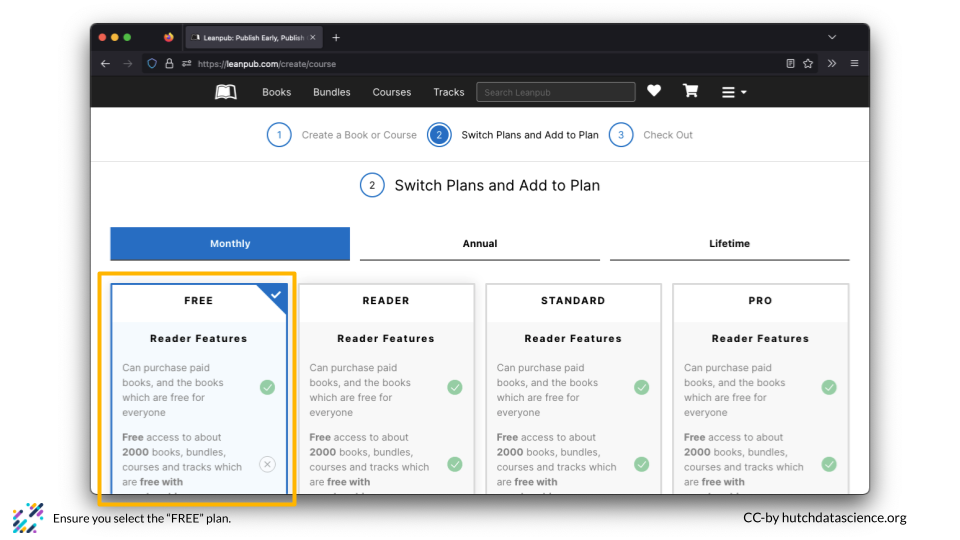 Leanpub: Publish Early, Publish
https://leanpub.com/create/course
Books Bundles Courses Tracks Search Leanpub
1 Create a Book or Course 2 Switch Plans and Add to Plan 3 Check Out
2 Switch Plans and Add to Plan
Monthly Annual Lifetime
FREE
Reader Features
Can purchase paid
books, and the books
which are free for
everyone
Free access to about
2000 books, bundles,
courses and tracks which
are free with
READER
Reader Features
Can purchase paid
books, and the books
which are free for
everyone
Free access to about
2000 books, bundles,
courses and tracks which
are free with
STANDARD
Reader Features
Can purchase paid
books, and the books
which are free for
everyone
Free access to about
2000 books, bundles,
courses and tracks which
are free with
PRO
Reader Features
Can purchase paid
books, and the books
which are free for
everyone
Free access to about
2000 books, bundles,
courses and tracks which
are free with
Ensure you select the “FREE” plan.
CC-by hutchdatascience.org